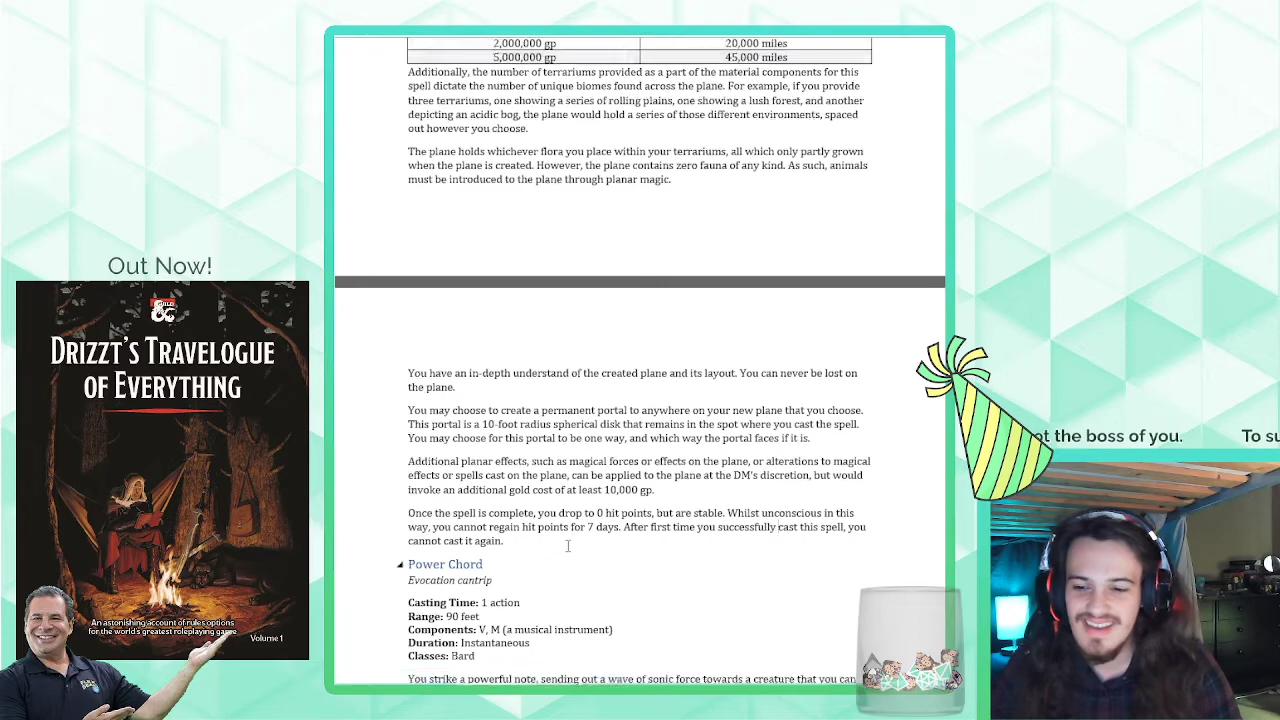 2,000,000 gp 20,000 miles
5,000,000 gp 45,000 miles
Additionally, the number of terrariums provided as a part of the material components for this
spell dictate the number of unique biomes found across the plane. For example, if you provide
three terrariums, one showing a series of rolling plains, one showing a lush forest, and another
depicting an acidic bog, the plane would hold a series of those different environments, spaced
out however you choose.
The plane holds whichever flora you place within your terrariums, all which only partly grown
when the plane is created. However, the plane contains zero fauna of any kind. As such, animals
must be introduced to the plane through planar magic.
You have an in-depth understand of the created plane and its layout. You can never be lost on
the plane.
You may choose to create a permanent portal to anywhere on your new plane that you choose.
This portal is a 10-foot radius spherical disk that remains in the spot where you cast the spell.
You may choose for this portal to be one way, and which way the portal faces if it is.
Additional planar effects, such as magical forces or effects on the plane, or alterations to magical
effects or spells cast on the plane, can be applied to the plane at the DM's discretion, but would
invoke an additional gold cost of at least 10,000 gp.
Once the spell is complete, you drop to 0 hit points, but are stable. Whilst unconscious in this
way, you cannot regain hit points for 7 days. After first time you successfully cast this spell, you
cannot cast it again.
Power Chord
Evocation cantrip
Casting Time: 1 action
Range: 90 feet
Components: V, M (a musical instrument)
Duration: Instantaneous
Classes: Bard
You strike a powerful note, sending out a wave of sonic force towards a creature that you can
Out Now!
DRIZZT'S TRAVELOGUE
OF EVERYTHING
An astonishing account of rules options
for the world's greatest roleplaying game
Volume 1
ot the boss of you. To su